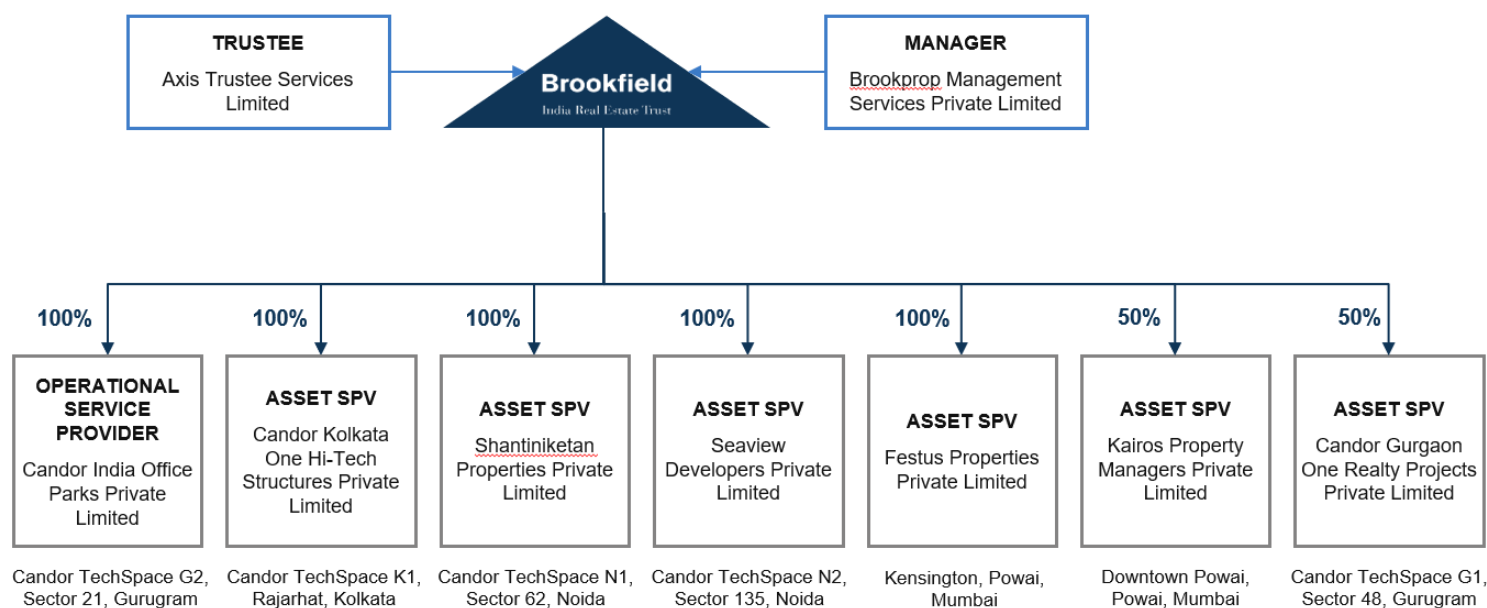 TRUSTEE
Axis Trustee Services
Limited
Brookfield
India Real Estate Trust
MANAGER
Brookprop Management
Services Private Limited
100%
100%
100%
100%
100%
50%
50%
OPERATIONAL
SERVICE
PROVIDER
Candor India Office
Parks Private
Limited
ASSET SPV
Candor Kolkata
One Hi-Tech
Structures Private
Limited
ASSET SPV
Shantiniketan
Properties Private
Limited
ASSET SPV
Seaview
Developers Private
Limited
ASSET SPV
Festus Properties
Private Limited
ASSET SPV
Kairos Property
Managers Private
Limited
ASSET SPV
Candor Gurgaon
One Realty Projects
Private Limited
Candor TechSpace G2,
Sector 21, Gurugram
Candor TechSpace K1,
Rajarhat, Kolkata
Candor TechSpace N1,
Sector 62, Noida
Candor TechSpace N2,
Sector 135, Noida
Kensington, Powai,
Mumbai
Downtown Powai,
Powai, Mumbai
Candor TechSpace G1,
Sector 48, Gurugram